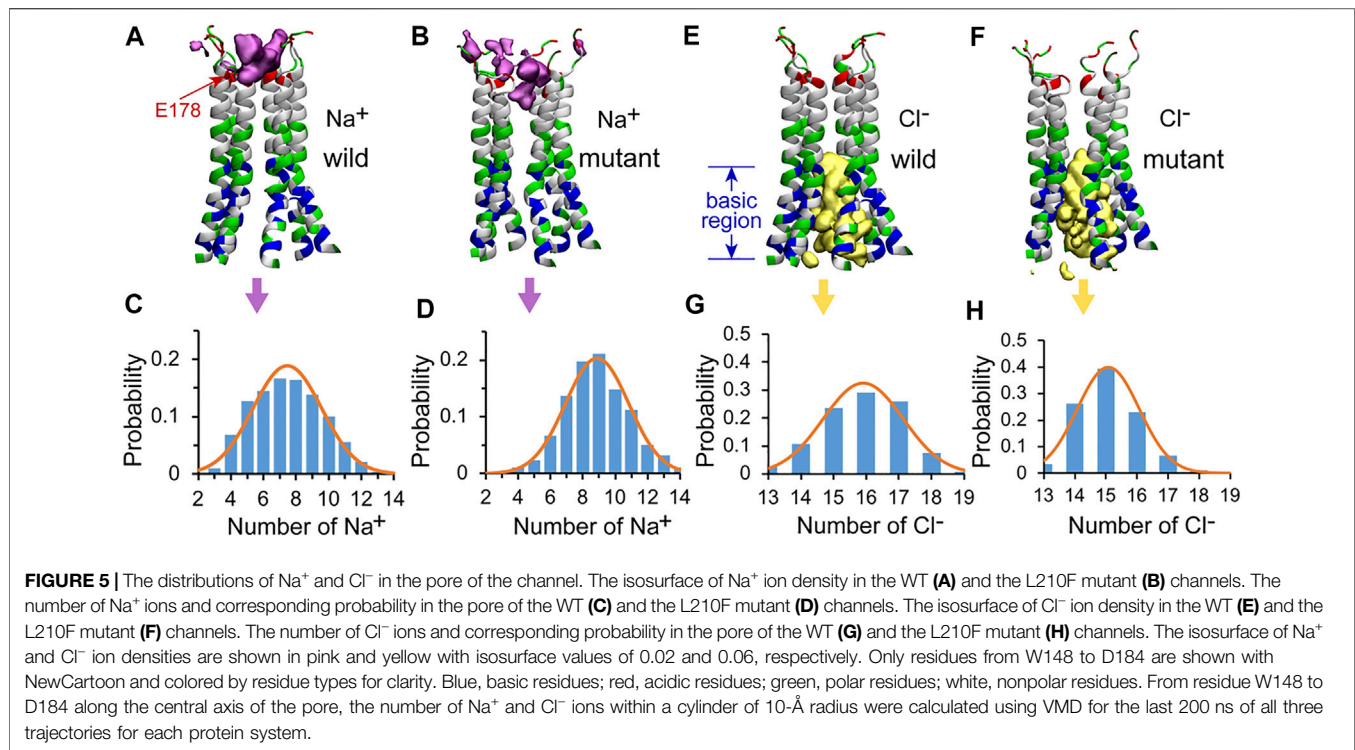 A
B
E
F
E178
Na⁺
wild
Na⁺
mutant
basic
region
Cl⁻
wild
Cl⁻
mutant
C
0.2
0.1
0
Probability
2 4 6 8 10 12 14
Number of Na⁺
D
0.2
0.1
0
Probability
2 4 6 8 10 12 14
Number of Na⁺
G
0.5
0.4
0.3
0.2
0.1
0
Probability
13 14 15 16 17 18 19
Number of Cl⁻
H
0.5
0.4
0.3
0.2
0.1
0
Probability
13 14 15 16 17 18 19
Number of Cl⁻
FIGURE 5 | The distributions of Na⁺ and Cl⁻ in the pore of the channel. The isosurface of Na⁺ ion density in the WT (A) and the L210F mutant (B) channels. The
number of Na⁺ ions and corresponding probability in the pore of the WT (C) and the L210F mutant (D) channels. The isosurface of Cl⁻ ion density in the WT (E) and the
L210F mutant (F) channels. The number of Cl⁻ ions and corresponding probability in the pore of the WT (G) and the L210F mutant (H) channels. The isosurface of Na⁺
and Cl⁻ ion densities are shown in pink and yellow with isosurface values of 0.02 and 0.06, respectively. Only residues from W148 to D184 are shown with
NewCartoon and colored by residue types for clarity. Blue, basic residues; red, acidic residues; green, polar residues; white, nonpolar residues. From residue W148 to
D184 along the central axis of the pore, the number of Na⁺ and Cl⁻ ions within a cylinder of 10-Å radius were calculated using VMD for the last 200 ns of all three
trajectories for each protein system.